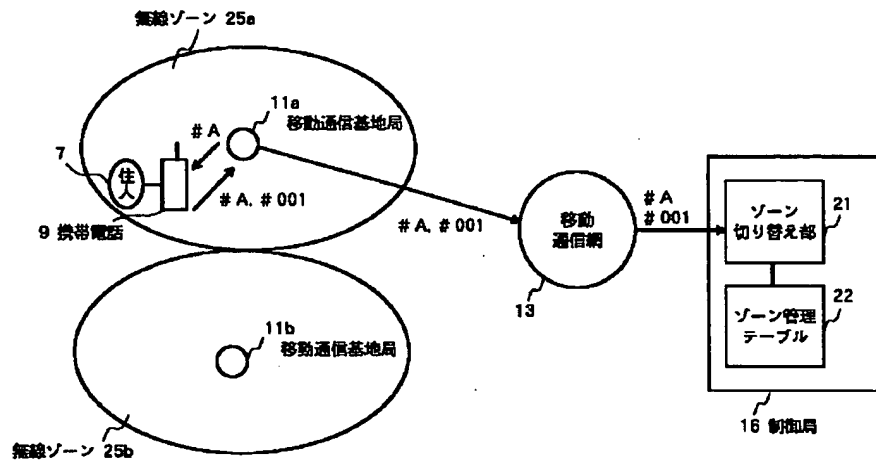 無線ゾーン 25a
11a
移動通信基地局
#A
7
住
人
#A. #001
9 携帯電話
#A. #001
移動
通信網
13
#A
#001
ゾーン
切り替え部
21
ゾーン管理
テーブル
22
16 制御局
11b
移動通信基地局
無線ゾーン 25b